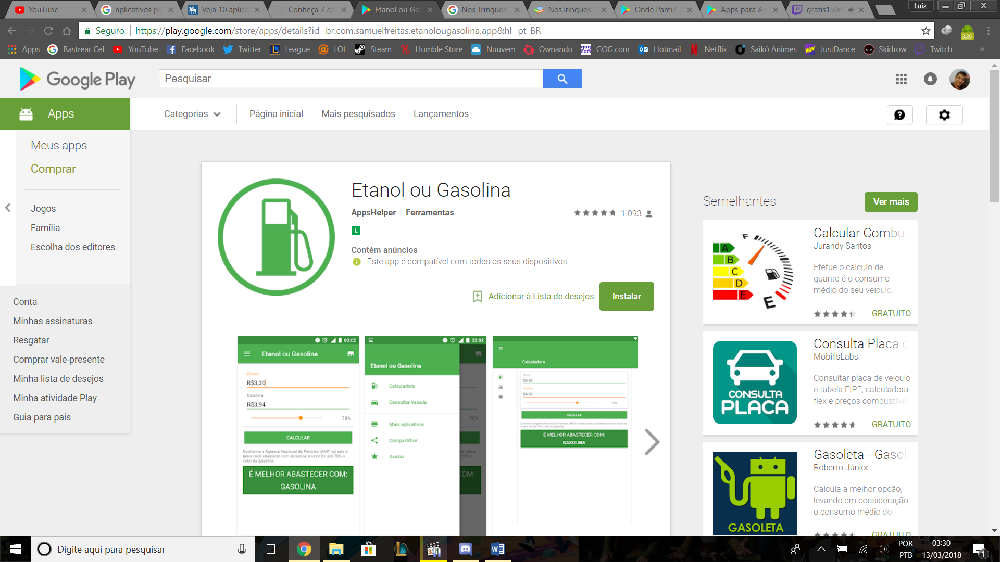 YouTube
aplicativos pa
Veja 10 aplica
Conheça 7 ap
Etanol ou Gas
Nos Trinques
NosTrinques
Onde Parei? -
Apps para An
gratis150r
Luiz
Seguro
https://play.google.com/store/apps/details?id=br.com.samuelfreitas.etanolougasolina.app&hl=pt_BR
3,26
Apps
Rastrear Cel
YouTube
Facebook
Twitter
League
LOL
Steam
Humble Store
Nuuvem
Ownando
GOG.com
Hotmail
Netflix
Saikô Animes
JustDance
Skidrow
Twitch
»
Google Play
Pesquisar
Apps
Categorias
Página inicial
Mais pesquisados
Lançamentos
Meus apps
Comprar
Jogos
Família
Escolha dos editores
Conta
Minhas assinaturas
Resgatar
Comprar vale-presente
Minha lista de desejos
Minha atividade Play
Guia para pais
Etanol ou Gasolina
AppsHelper Ferramentas
1.093
L
Contém anúncios
Este app é compatível com todos os seus dispositivos.
Adicionar à Lista de desejos
Instalar
02:02
Etanol ou Gasolina
Álcool
R$3,20
Gasolina
R$3,94
70%
CALCULAR
Conforme a Agencia Nacional de Petróleo (ANP) só vale a
pena você abastecer com álcool se o valor for até 70% o
valor da gasolina.
É MELHOR ABASTECER COM:
GASOLINA
02:02
Etanol ou Gasolina
Calculadora
Consultar Veículo
Mais aplicativos
Compartilhar
Avaliar
70%
COM:
Calculadora
Álcool
$3.50
Gasolina
$4.20
70%
CALCULAR
Conforme a Agencia Nacional de Petróleo (ANP) só vale a pena você abastecer com álcool se
o valor for até 70% o valor da gasolina.
É MELHOR ABASTECER COM:
GASOLINA
Semelhantes
Ver mais
A
B
C
D
E
F
E
Calcular Combus
Jurandy Santos
Efetue o calculo de
quanto é o consumo
médio do seu veiculo.
GRATUITO
CONSULTA
PLACA
Consulta Placa e
MobillsLabs
Consultar placa de veículo
e tabela FIPE, calculadora
flex e preços combustível
GRATUITO
GASOLETA
Gasoleta - Gasol
Roberto Júnior
Calcula a melhor opção,
levando em consideração
o consumo médio do
GRATUITO
Digite aqui para pesquisar
POR
PTB
03:30
13/03/2018
1